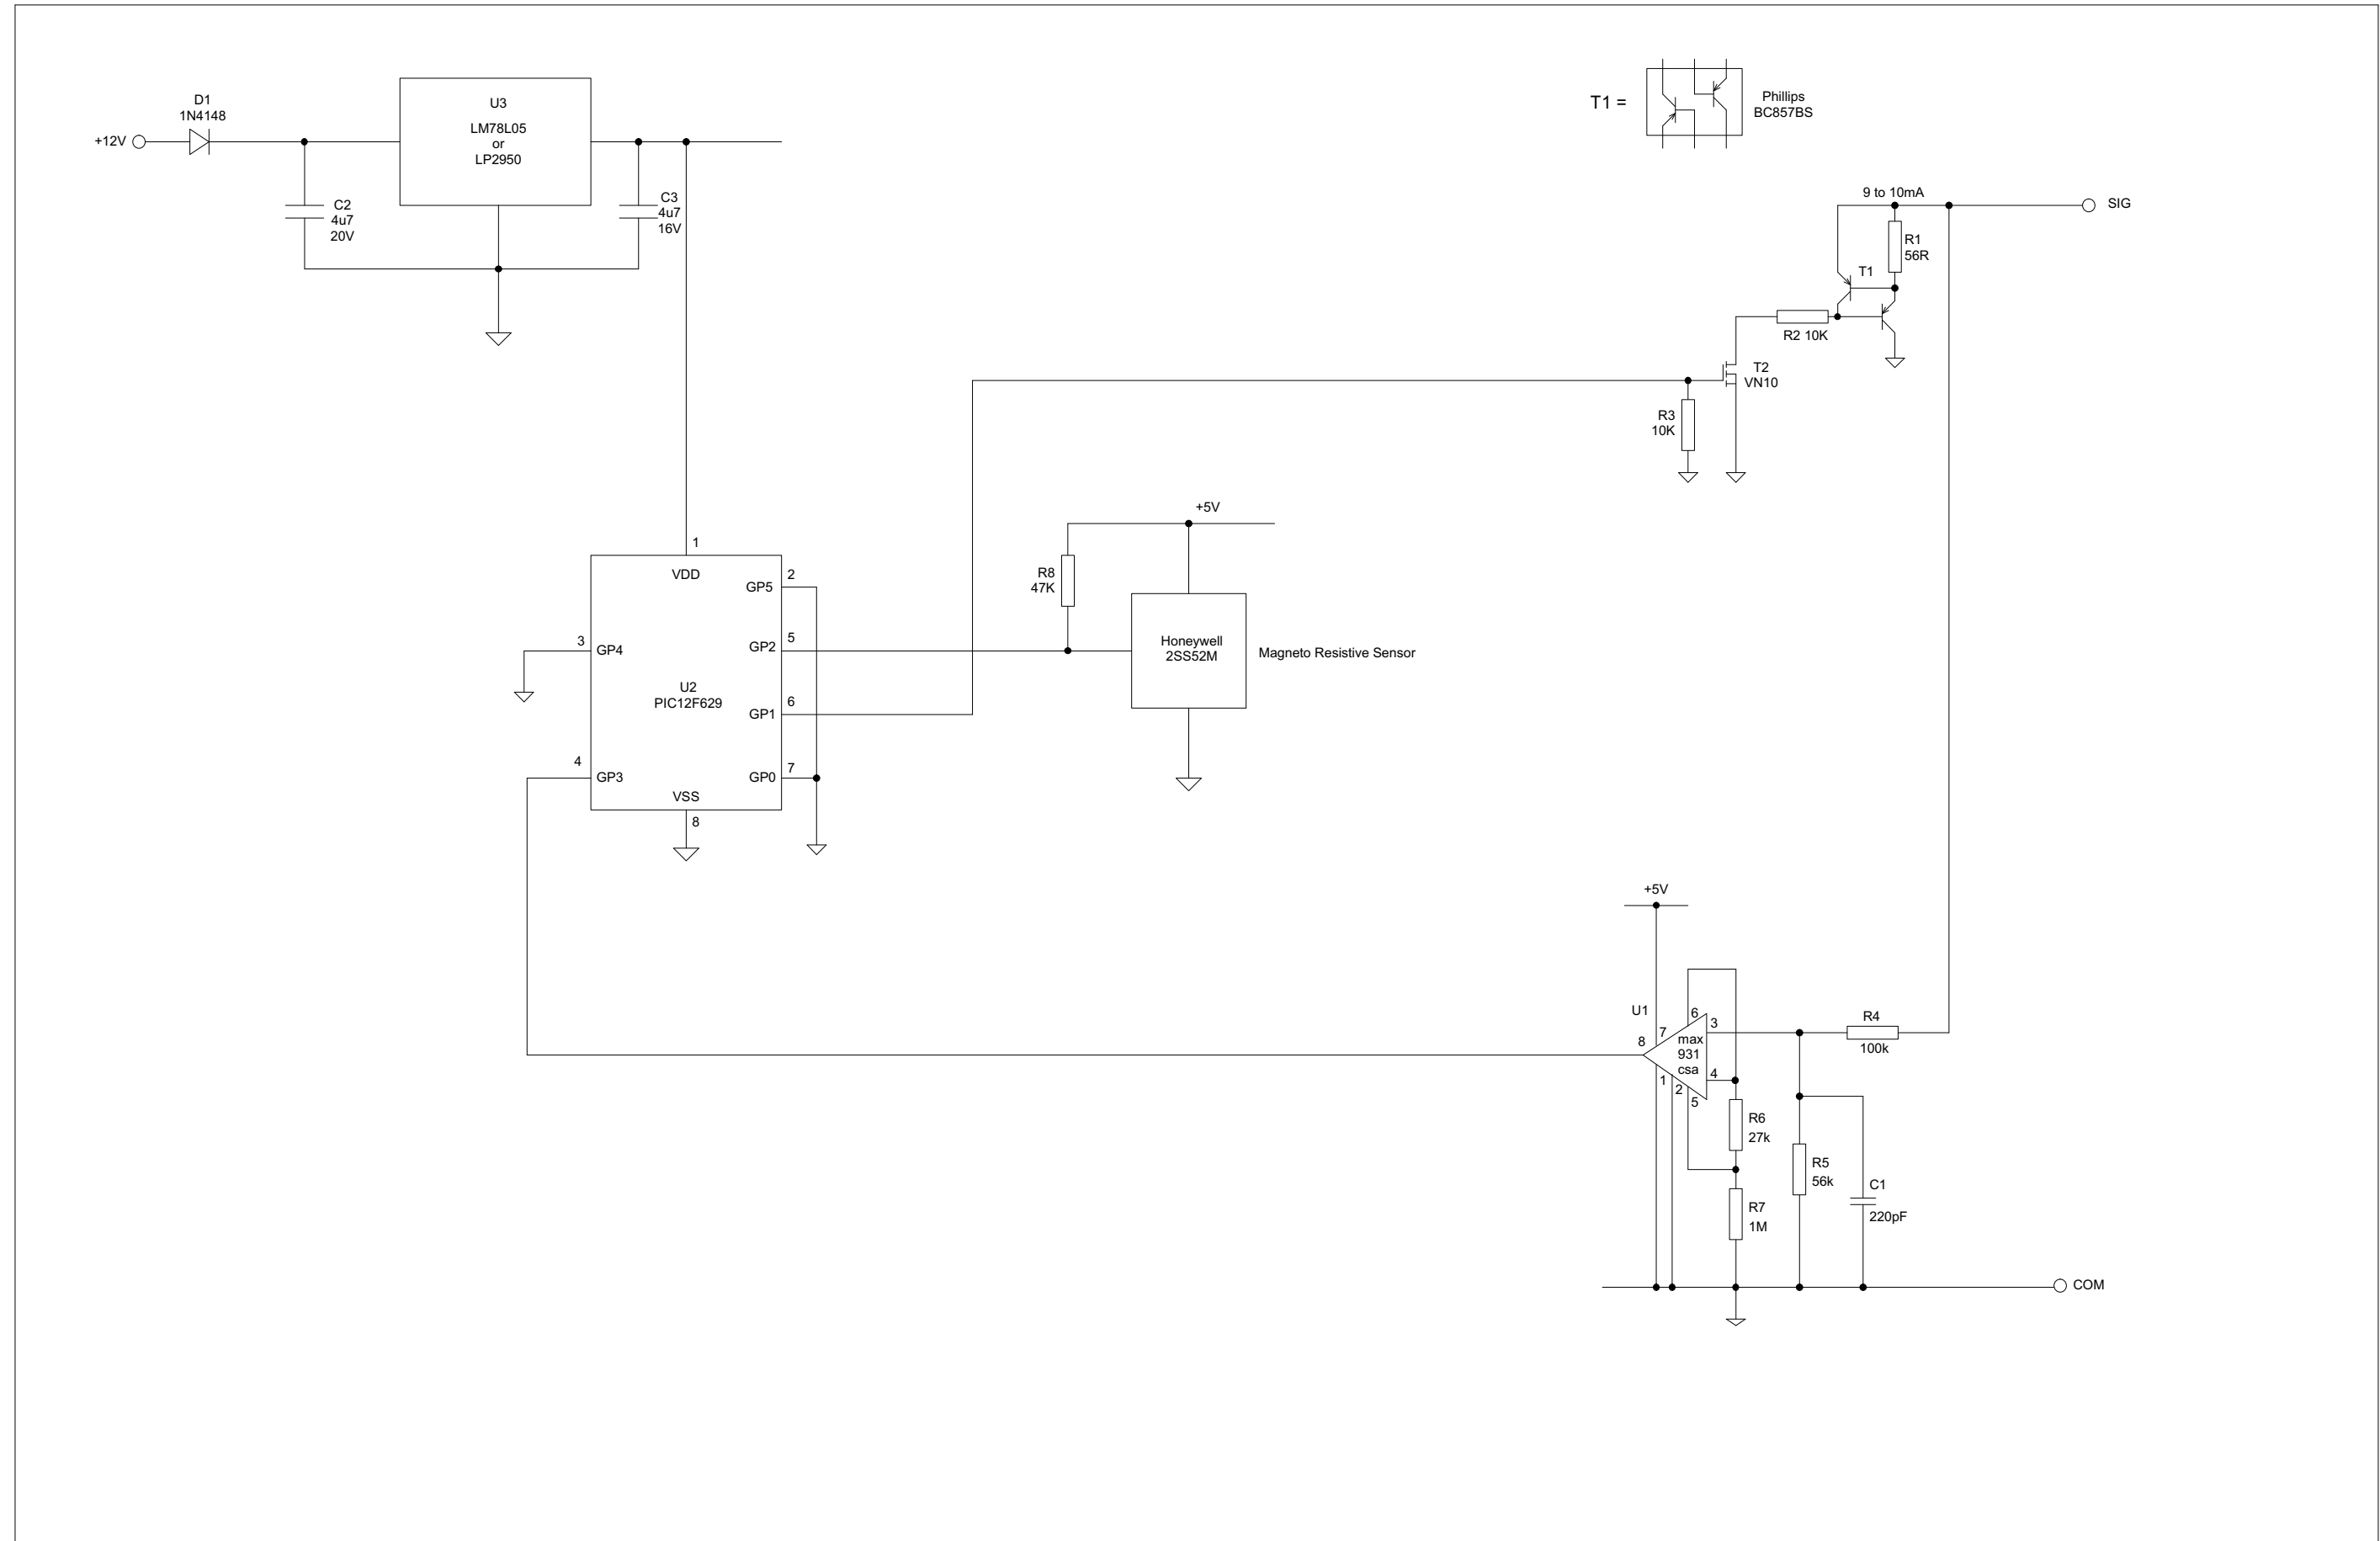 D1
1N4148
+12V
U3
LM78L05
or
LP2950
C2
4u7
20V
C3
4u7
16V
T1 =
Phillips
BC857BS
9 to 10mA
SIG
R1
56R
T1
R2 10K
T2
VN10
R3
10K
+5V
R8
47K
Honeywell
2SS52M
Magneto Resistive Sensor
1
VDD
GP5
2
3
GP4
GP2
5
U2
PIC12F629
GP1
6
4
GP3
GP0
7
VSS
8
+5V
U1
6
3
7
8
max
931
csa
4
1
2
5
R4
100k
R6
27k
R5
56k
C1
220pF
R7
1M
COM